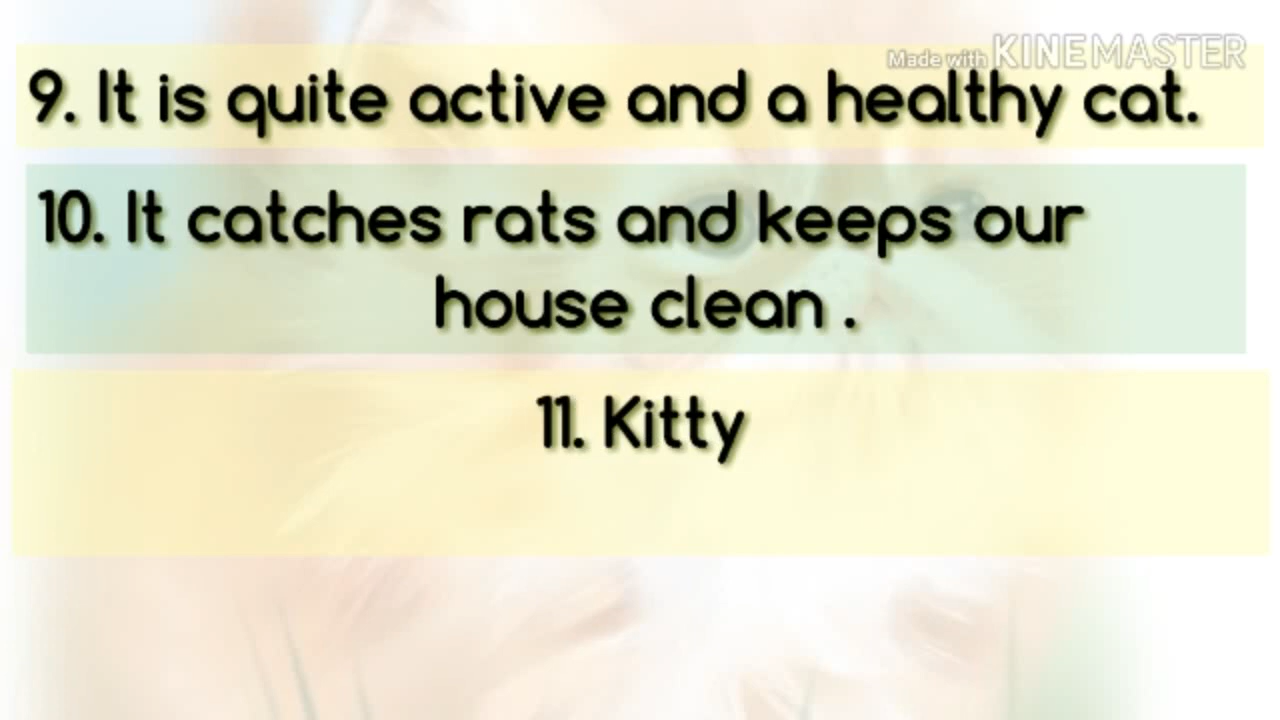 Made with KINEMASTER
9. It is quite active and a healthy cat.
10. It catches rats and keeps our
house clean .
11. Kitty